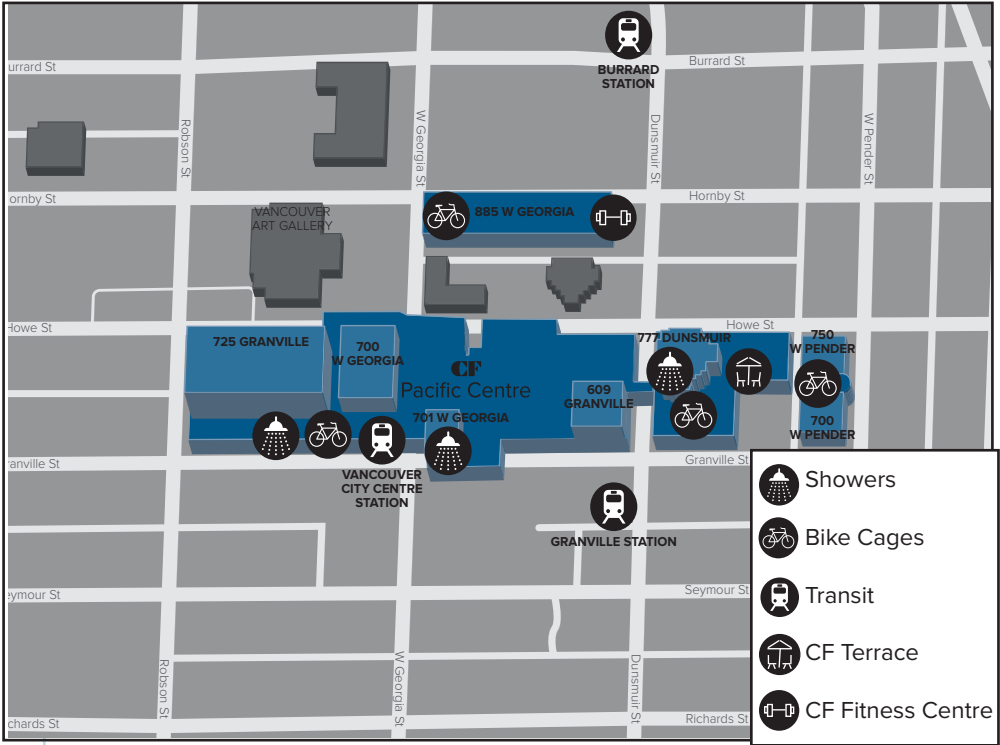 BURRARD
STATION
urrard St
Burrard St
Robson St
W Georgia St
Dunsmuir St
W Pender St
ornby St
Hornby St
VANCOUVER
ART GALLERY
885 W GEORGIA
Howe St
Howe St
725 GRANVILLE
700
W GEORGIA
CF
Pacific Centre
777 DUNSMUIR
750
W PENDER
609
GRANVILLE
701 W GEORGIA
700
W PENDER
VANCOUVER
CITY CENTRE
STATION
ranville St
Granville St
GRANVILLE STATION
eymour St
Seymour St
Robson St
W Georgia St
Dunsmuir St
chards St
Richards St
Showers
Bike Cages
Transit
CF Terrace
CF Fitness Centre